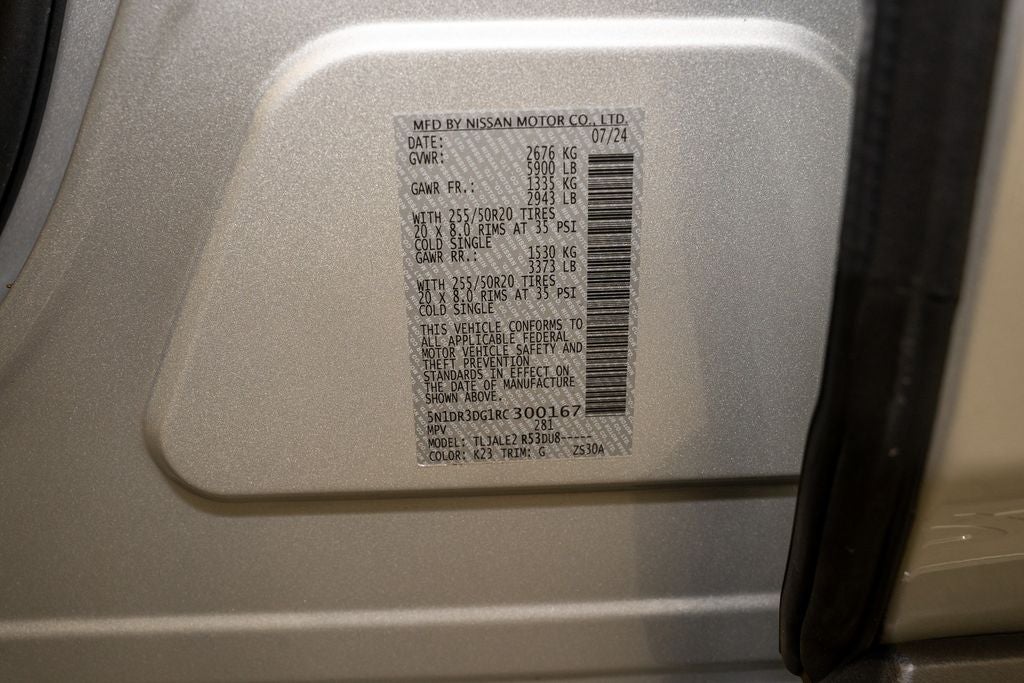 MFD BY NISSAN MOTOR CO., LTD.
DATE: 07/24
GVWR: 2676 KG
5900 LB
GAWR FR.: 1335 KG
2943 LB
WITH 255/50R20 TIRES
20 X 8.0 RIMS AT 35 PSI
COLD SINGLE
GAWR RR.: 1530 KG
3373 LB
WITH 255/50R20 TIRES
20 X 8.0 RIMS AT 35 PSI
COLD SINGLE
THIS VEHICLE CONFORMS TO
ALL APPLICABLE FEDERAL
MOTOR VEHICLE SAFETY AND
THEFT PREVENTION
STANDARDS IN EFFECT ON
THE DATE OF MANUFACTURE
SHOWN ABOVE.
5N1DR3DG1RC300167
MPV 281
MODEL: TLJALE2 R53DU8-----
COLOR: K23 TRIM: G ZS30A